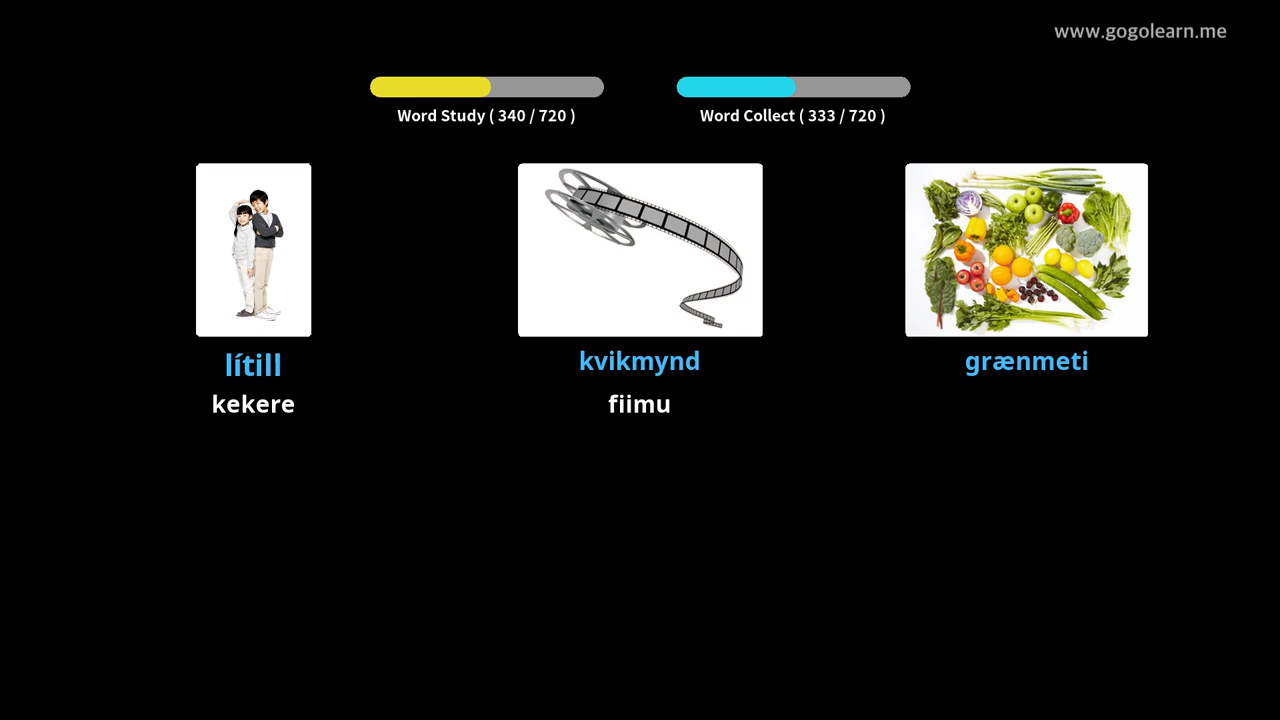 www.gogolearn.me
Word Study ( 340 / 720 )
Word Collect ( 333 / 720 )
lítill
kvikmynd
grænmeti
kekere
fiimu